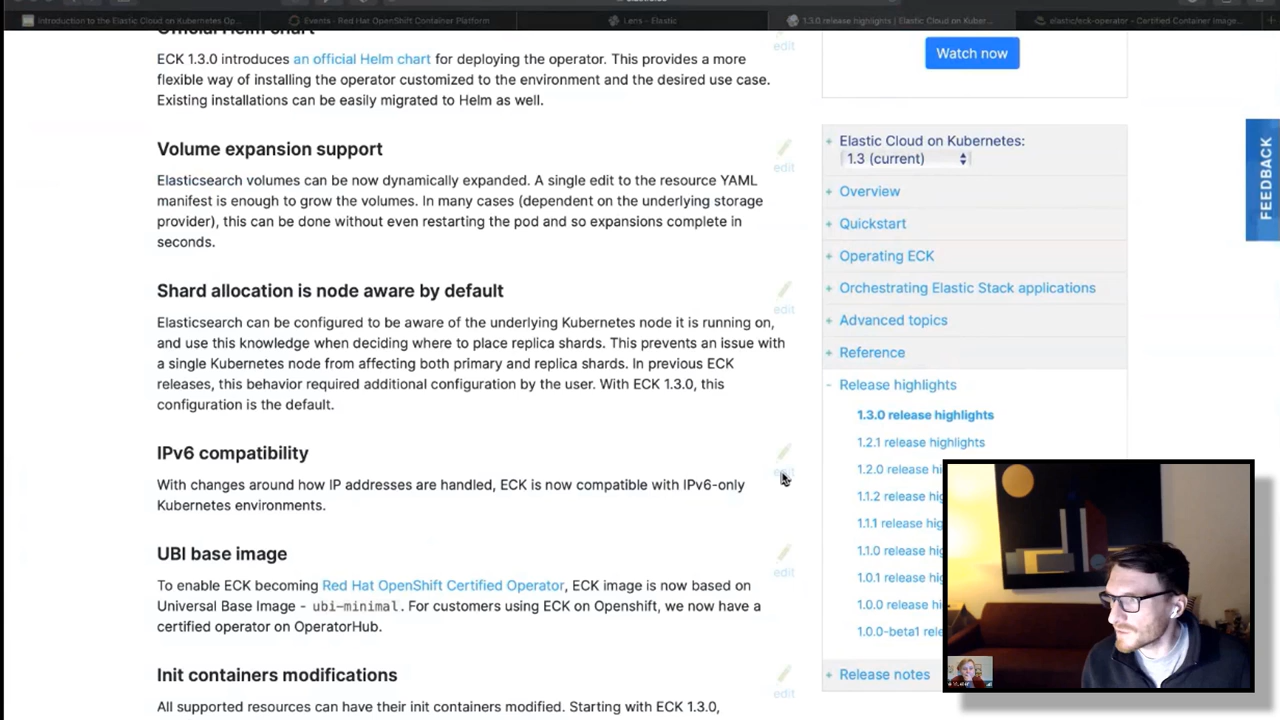 Introduction to the Elastic Cloud on Kubernetes Op...
Events · Red Hat OpenShift Container Platform
Lens - Elastic
1.3.0 release highlights | Elastic Cloud on Kuber...
elastic/eck-operator - Certified Container Image...
Official Helm chart
edit
ECK 1.3.0 introduces an official Helm chart for deploying the operator. This provides a more
flexible way of installing the operator customized to the environment and the desired use case.
Existing installations can be easily migrated to Helm as well.
Volume expansion support
edit
Elasticsearch volumes can be now dynamically expanded. A single edit to the resource YAML
manifest is enough to grow the volumes. In many cases (dependent on the underlying storage
provider), this can be done without even restarting the pod and so expansions complete in
seconds.
Shard allocation is node aware by default
edit
Elasticsearch can be configured to be aware of the underlying Kubernetes node it is running on,
and use this knowledge when deciding where to place replica shards. This prevents an issue with
a single Kubernetes node from affecting both primary and replica shards. In previous ECK
releases, this behavior required additional configuration by the user. With ECK 1.3.0, this
configuration is the default.
IPv6 compatibility
edit
With changes around how IP addresses are handled, ECK is now compatible with IPv6-only
Kubernetes environments.
UBI base image
edit
To enable ECK becoming Red Hat OpenShift Certified Operator, ECK image is now based on
Universal Base Image - ubi-minimal. For customers using ECK on Openshift, we now have a
certified operator on OperatorHub.
Init containers modifications
edit
All supported resources can have their init containers modified. Starting with ECK 1.3.0,
Watch now
Elastic Cloud on Kubernetes:
1.3 (current)
Overview
Quickstart
Operating ECK
Orchestrating Elastic Stack applications
Advanced topics
Reference
Release highlights
1.3.0 release highlights
1.2.1 release highlights
1.2.0 release hi
1.1.2 release hig
1.1.1 release hig
1.1.0 release hig
1.0.1 release hig
1.0.0 release hig
1.0.0-beta1 rele
Release notes
FEEDBACK